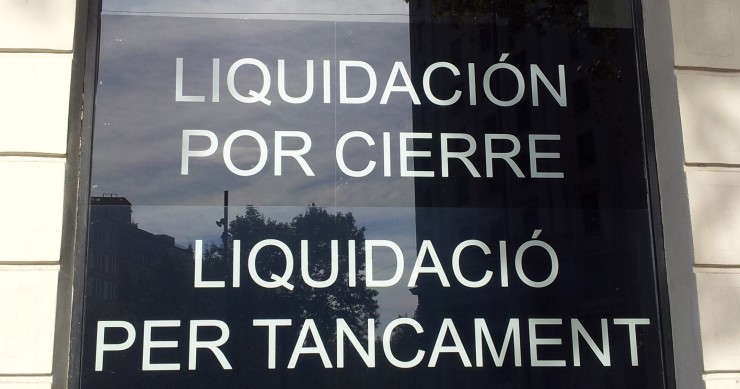 LIQUIDACIÓN
POR CIERRE
LIQUIDACIÓ
PER TANCAMENT